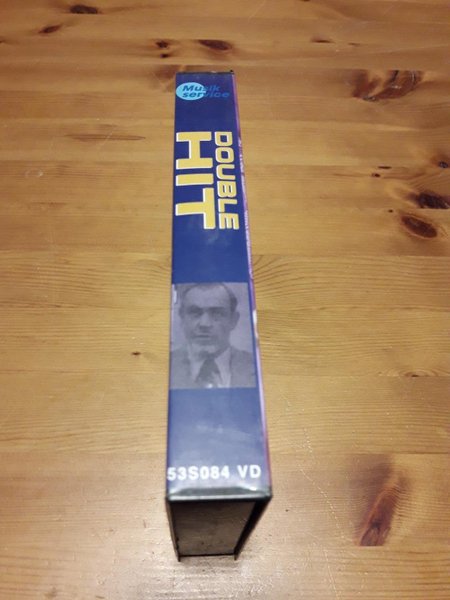 Musik
service
DOUBLE
HIT
53S084 VD